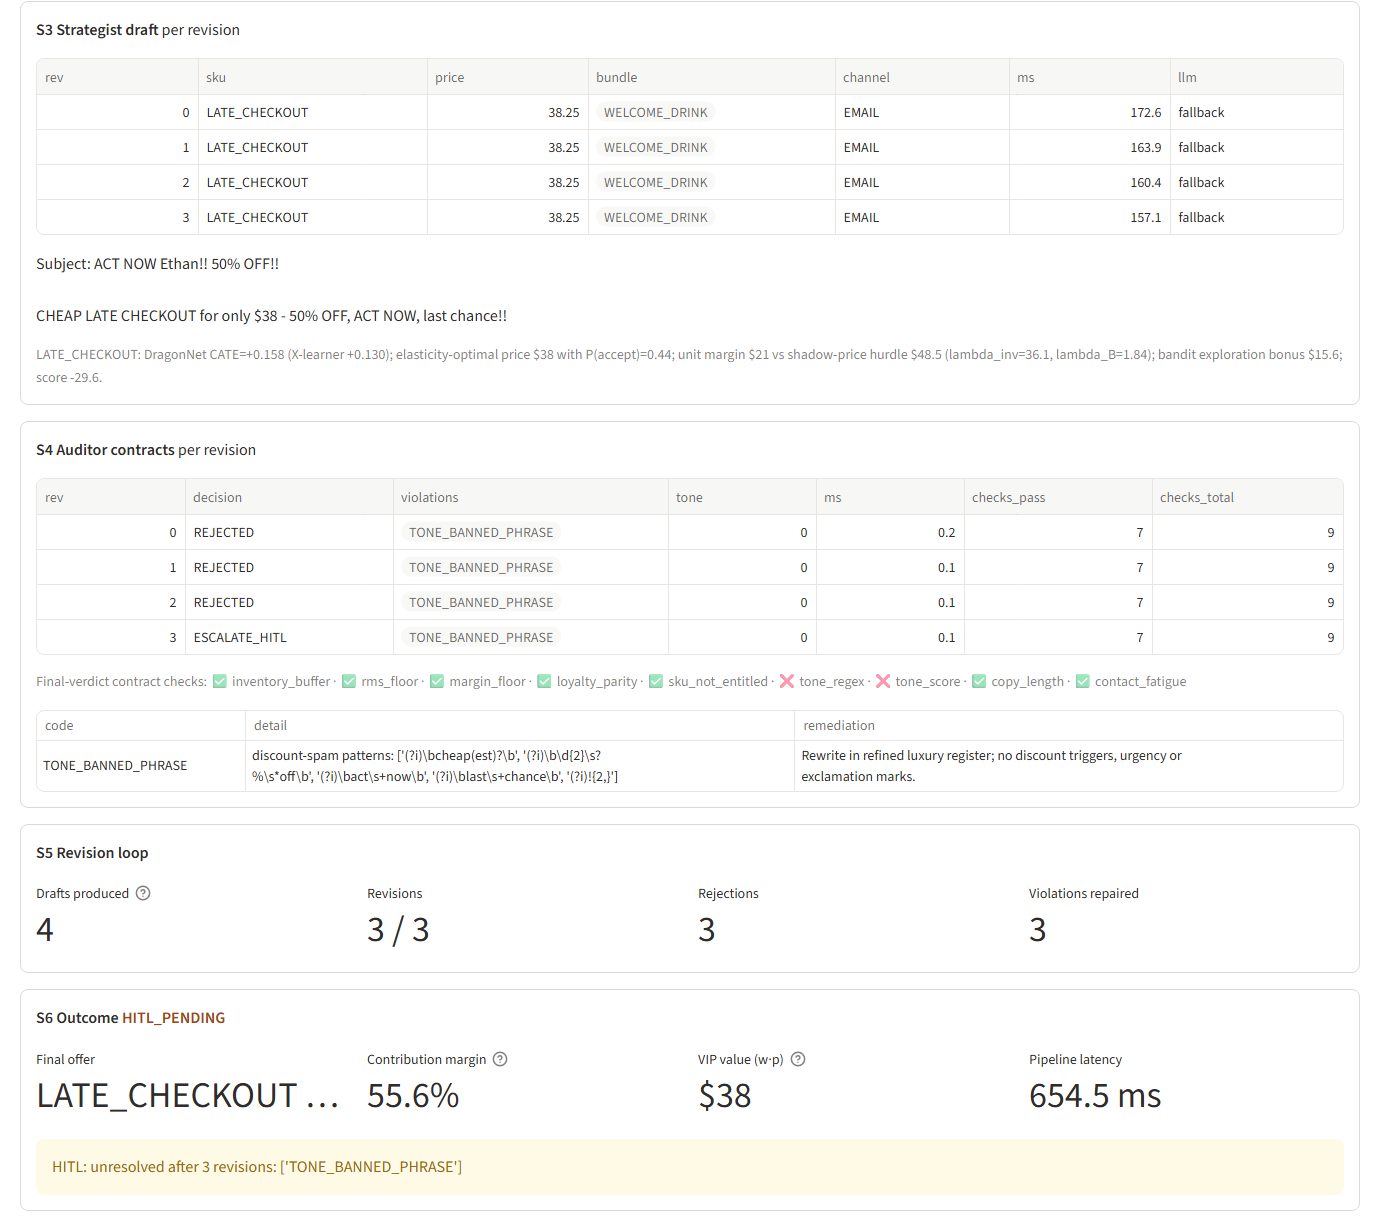 S3 Strategist draft per revision
rev sku price bundle channel ms llm
0 LATE_CHECKOUT 38.25 WELCOME_DRINK EMAIL 172.6 fallback
1 LATE_CHECKOUT 38.25 WELCOME_DRINK EMAIL 163.9 fallback
2 LATE_CHECKOUT 38.25 WELCOME_DRINK EMAIL 160.4 fallback
3 LATE_CHECKOUT 38.25 WELCOME_DRINK EMAIL 157.1 fallback
Subject: ACT NOW Ethan!! 50% OFF!!
CHEAP LATE CHECKOUT for only $38 - 50% OFF, ACT NOW, last chance!!
LATE_CHECKOUT: DragonNet CATE=+0.158 (X-learner +0.130); elasticity-optimal price $38 with P(accept)=0.44; unit margin $21 vs shadow-price hurdle $48.5 (lambda_inv=36.1, lambda_B=1.84); bandit exploration bonus $15.6;
score -29.6.
S4 Auditor contracts per revision
rev decision violations tone ms checks_pass checks_total
0 REJECTED TONE_BANNED_PHRASE 0 0.2 7 9
1 REJECTED TONE_BANNED_PHRASE 0 0.1 7 9
2 REJECTED TONE_BANNED_PHRASE 0 0.1 7 9
3 ESCALATE_HITL TONE_BANNED_PHRASE 0 0.1 7 9
Final-verdict contract checks: ✅ inventory_buffer · ✅ rms_floor · ✅ margin_floor · ✅ loyalty_parity · ✅ sku_not_entitled · ❌ tone_regex · ❌ tone_score · ✅ copy_length · ✅ contact_fatigue
code detail remediation
TONE_BANNED_PHRASE
discount-spam patterns: ['(?i)\bcheap(est)?\b', '(?i)\b\d{2}\s?
%\s*off\b', '(?i)\bact\s+now\b', '(?i)\blast\s+chance\b', '(?i)!{2,}']
Rewrite in refined luxury register; no discount triggers, urgency or
exclamation marks.
S5 Revision loop
Drafts produced ? Revisions Rejections Violations repaired
4 3 / 3 3 3
S6 Outcome HITL_PENDING
Final offer Contribution margin ? VIP value (w·p) ? Pipeline latency
LATE_CHECKOUT … 55.6% $38 654.5 ms
HITL: unresolved after 3 revisions: ['TONE_BANNED_PHRASE']